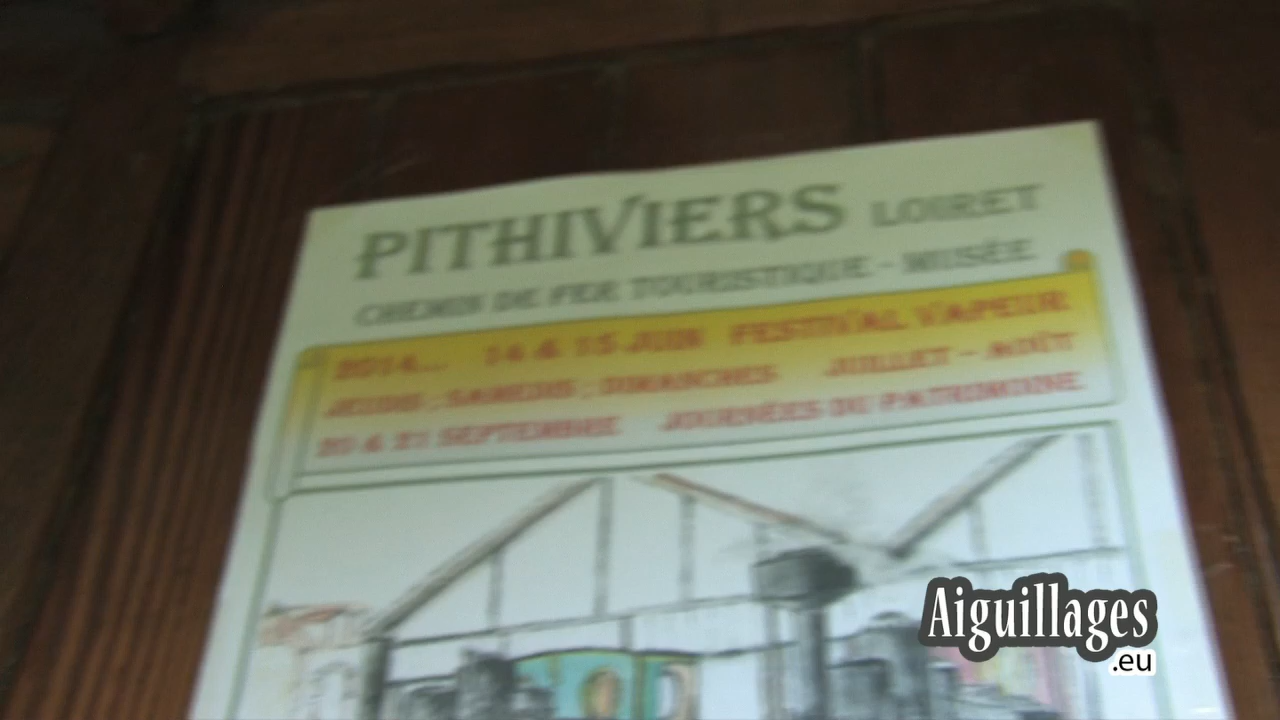 PITHIVIERS LOIRET
CHEMIN DE FER TOURISTIQUE - MUSÉE
2014... 14 & 15 JUIN FESTIVAL VAPEUR
JEUDIS ; SAMEDIS ; DIMANCHES JUILLET - AOÛT
20 & 21 SEPTEMBRE JOURNÉES DU PATRIMOINE
Aiguillages
.eu